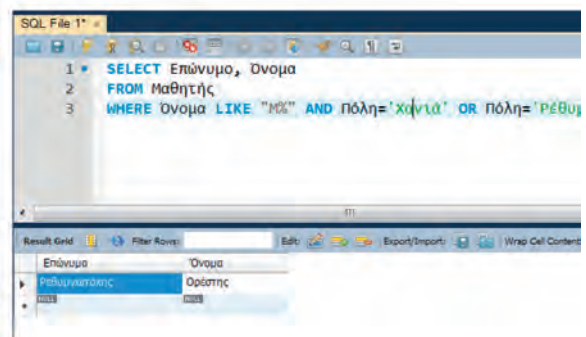 SQL File 1*
1 SELECT Επώνυμο, Όνομα
2 FROM Μαθητής
3 WHERE Όνομα LIKE "Μ%" AND Πόλη='Χανιά' OR Πόλη='Ρέθυμ
Result Grid Filter Rows: Edit: Export/Import: Wrap Cell Content:
Επώνυμο Όνομα
Ρεθυμνιωτάκης Ορέστης
NULL NULL